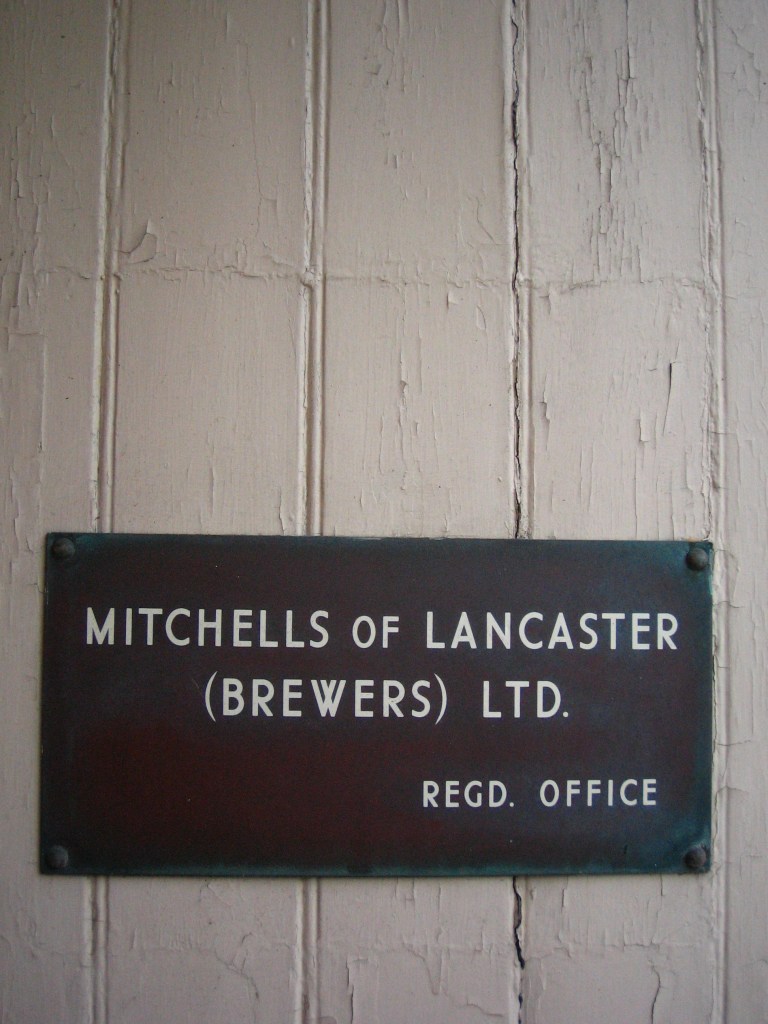 MITCHELLS OF LANCASTER
(BREWERS) LTD.
REGD. OFFICE